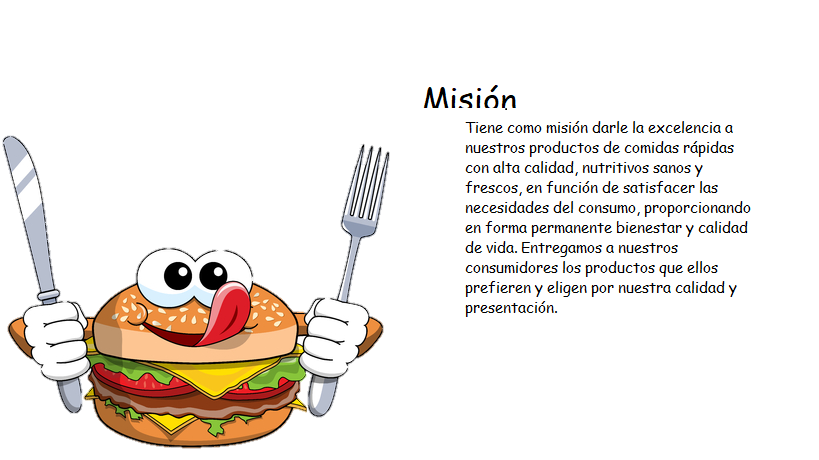 Misión
Tiene como misión darle la excelencia a
nuestros productos de comidas rápidas
con alta calidad, nutritivos sanos y
frescos, en función de satisfacer las
necesidades del consumo, proporcionando
en forma permanente bienestar y calidad
de vida. Entregamos a nuestros
consumidores los productos que ellos
prefieren y eligen por nuestra calidad y
presentación.